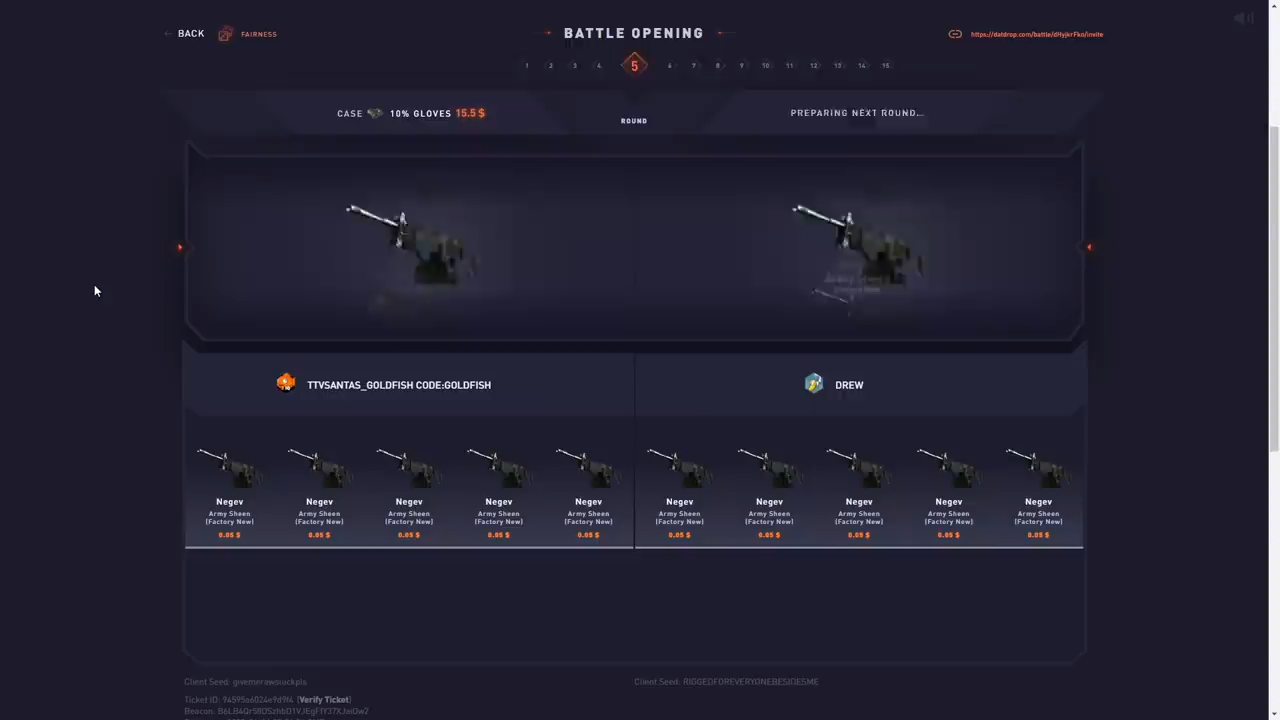 BACK
FAIRNESS
BATTLE OPENING
https://datdrop.com/battle/dHyjkrFko/invite
1 2 3 4 5 6 7 8 9 10 11 12 13 14 15
CASE 10% GLOVES 15.5 $
ROUND
PREPARING NEXT ROUND...
TTVSANTAS_GOLDFISH CODE:GOLDFISH
DREW
Negev Negev Negev Negev Negev Negev Negev Negev Negev Negev
Army Sheen Army Sheen Army Sheen Army Sheen Army Sheen Army Sheen Army Sheen Army Sheen Army Sheen Army Sheen
(Factory New) (Factory New) (Factory New) (Factory New) (Factory New) (Factory New) (Factory New) (Factory New) (Factory New) (Factory New)
0.05 $ 0.05 $ 0.05 $ 0.05 $ 0.05 $ 0.05 $ 0.05 $ 0.05 $ 0.05 $ 0.05 $
Client Seed:
Client Seed: RIGGEDFOREVERYONEBESIDESME
Ticket ID: (Verify Ticket)
Beacon: